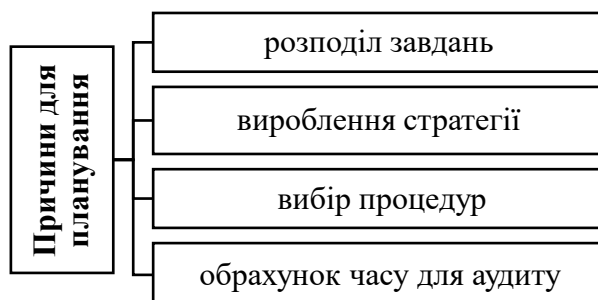 Причини для
планування
розподіл завдань
вироблення стратегії
вибір процедур
обрахунок часу для аудиту